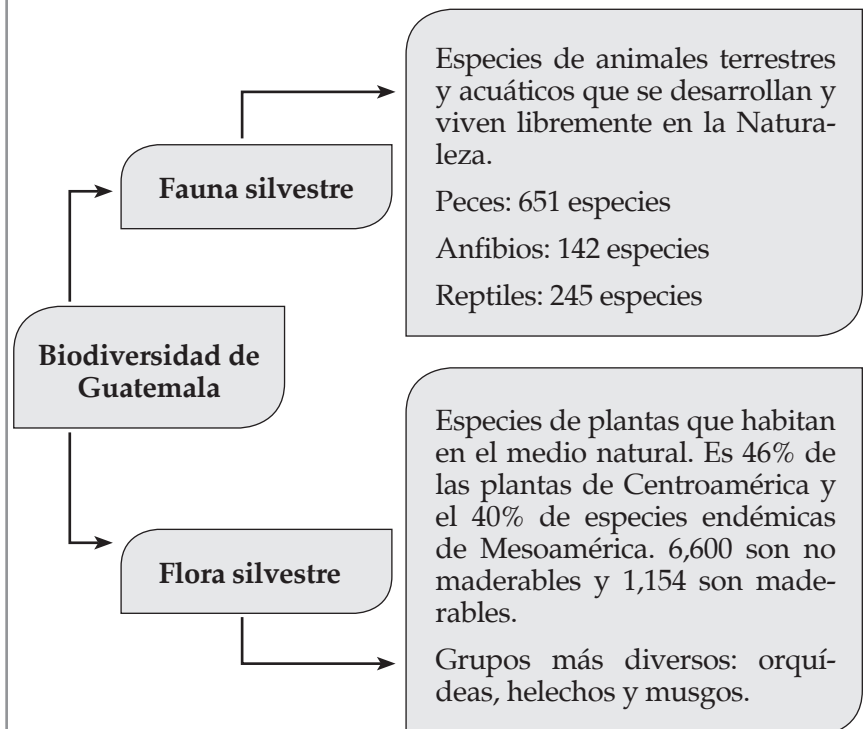 Biodiversidad de
Guatemala
Fauna silvestre
Especies de animales terrestres
y acuáticos que se desarrollan y
viven libremente en la Natura-
leza.
Peces: 651 especies
Anfibios: 142 especies
Reptiles: 245 especies
Flora silvestre
Especies de plantas que habitan
en el medio natural. Es 46% de
las plantas de Centroamérica y
el 40% de especies endémicas
de Mesoamérica. 6,600 son no
maderables y 1,154 son made-
rables.
Grupos más diversos: orquí-
deas, helechos y musgos.